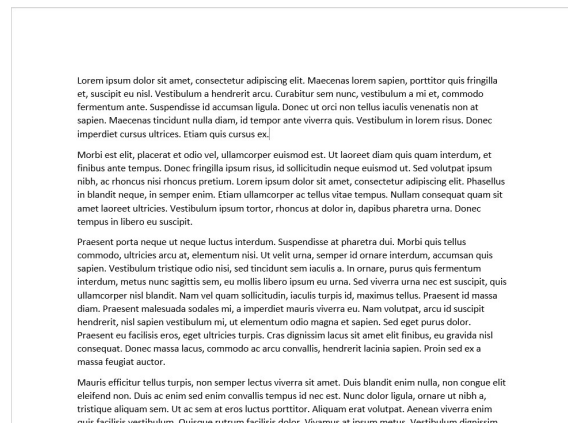 Lorem ipsum dolor sit amet, consectetur adipiscing elit. Maecenas lorem sapien, porttitor quis fringilla
et, suscipit eu nisl. Vestibulum a hendrerit arcu. Curabitur sem nunc, vestibulum a mi et, commodo
fermentum ante. Suspendisse id accumsan ligula. Donec ut orci non tellus iaculis venenatis non at
sapien. Maecenas tincidunt nulla diam, id tempor ante viverra quis. Vestibulum in lorem risus. Donec
imperdiet cursus ultrices. Etiam quis cursus ex.
Morbi est elit, placerat et odio vel, ullamcorper euismod est. Ut laoreet diam quis quam interdum, et
finibus ante tempus. Donec fringilla ipsum risus, id sollicitudin neque euismod ut. Sed volutpat ipsum
nibh, ac rhoncus nisi rhoncus pretium. Lorem ipsum dolor sit amet, consectetur adipiscing elit. Phasellus
in blandit neque, in semper enim. Etiam ullamcorper ac tellus vitae tempus. Nullam consequat quam sit
amet laoreet ultricies. Vestibulum ipsum tortor, rhoncus at dolor in, dapibus pharetra urna. Donec
tempus in libero eu suscipit.
Praesent porta neque ut neque luctus interdum. Suspendisse at pharetra dui. Morbi quis tellus
commodo, ultricies arcu at, elementum nisi. Ut velit urna, semper id ornare interdum, accumsan quis
sapien. Vestibulum tristique odio nisi, sed tincidunt sem iaculis a. In ornare, purus quis fermentum
interdum, metus nunc sagittis sem, eu mollis libero ipsum eu urna. Sed viverra urna nec est suscipit, quis
ullamcorper nisl blandit. Nam vel quam sollicitudin, iaculis turpis id, maximus tellus. Praesent id massa
diam. Praesent malesuada sodales mi, a imperdiet mauris viverra eu. Nam volutpat, arcu id suscipit
hendrerit, nisl sapien vestibulum mi, ut elementum odio magna et sapien. Sed eget purus dolor.
Praesent eu facilisis eros, eget ultricies turpis. Cras dignissim lacus sit amet elit finibus, eu gravida nisl
consequat. Donec massa lacus, commodo ac arcu convallis, hendrerit lacinia sapien. Proin sed ex a
massa feugiat auctor.
Mauris efficitur tellus turpis, non semper lectus viverra sit amet. Duis blandit enim nulla, non congue elit
eleifend non. Duis ac enim sed enim convallis tempus id nec est. Nunc dolor ligula, ornare ut nibh a,
tristique aliquam sem. Ut ac sem at eros luctus porttitor. Aliquam erat volutpat. Aenean viverra enim
quis facilisis vestibulum. Quisque rutrum facilisis dolor. Vivamus at ipsum metus. Vestibulum dignissim